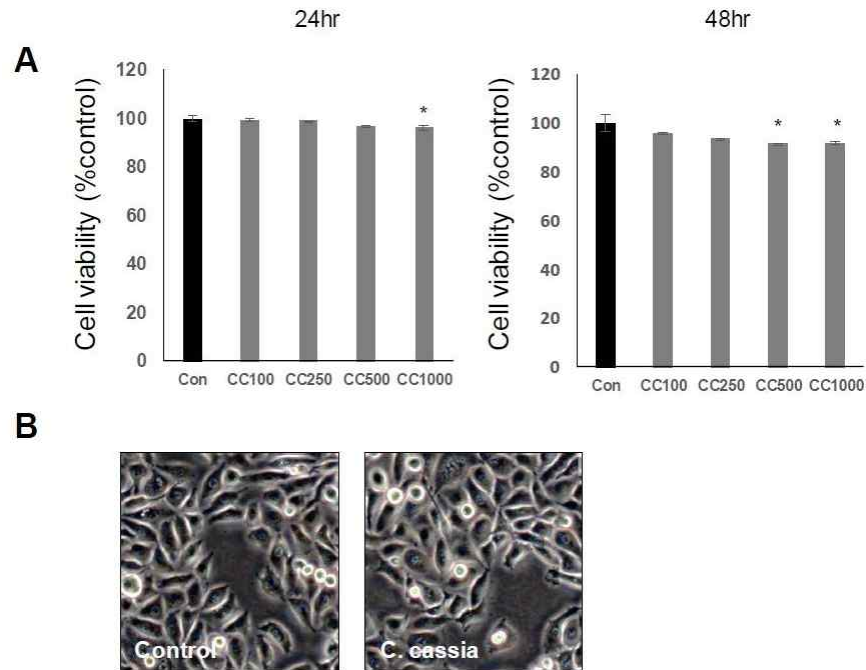 24hr
48hr
A
Cell viability (%control)
120
100
80
60
40
20
0
*
Con CC100 CC250 CC500 CC1000
Cell viability (%control)
120
100
80
60
40
20
0
* *
Con CC100 CC250 CC500 CC1000
B
Control
C. cassia